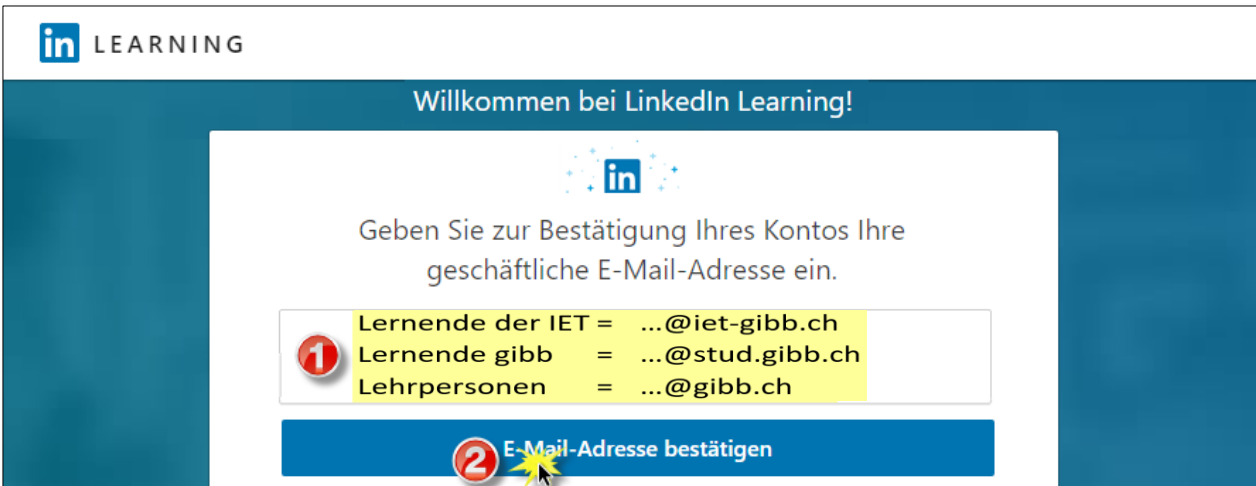 in LEARNING
Willkommen bei LinkedIn Learning!
in
Geben Sie zur Bestätigung Ihres Kontos Ihre
geschäftliche E-Mail-Adresse ein.
1
Lernende der IET = ...@iet-gibb.ch
Lernende gibb = ...@stud.gibb.ch
Lehrpersonen = ...@gibb.ch
2 E-Mail-Adresse bestätigen